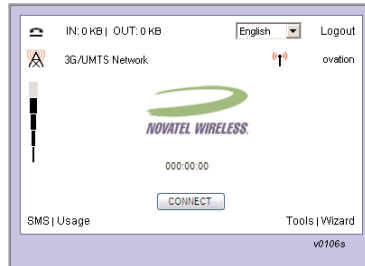 IN: 0 KB | OUT: 0 KB English Logout
3G/UMTS Network ovation
NOVATEL WIRELESS.
000:00:00
CONNECT
SMS | Usage Tools | Wizard
v0106s